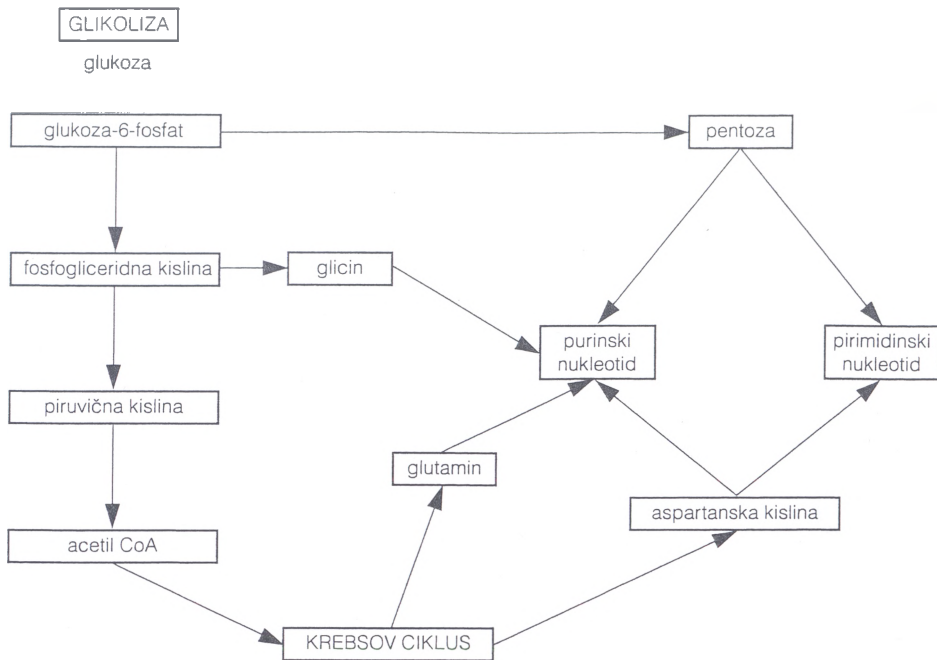 GLIKOLIZA
glukoza
glukoza-6-fosfat
pentoza
fosfogliceridna kislina
glicin
purinski
nukleotid
pirimidinski
nukleotid
piruvična kislina
glutamin
aspartanska kislina
acetil CoA
KREBSOV CIKLUS